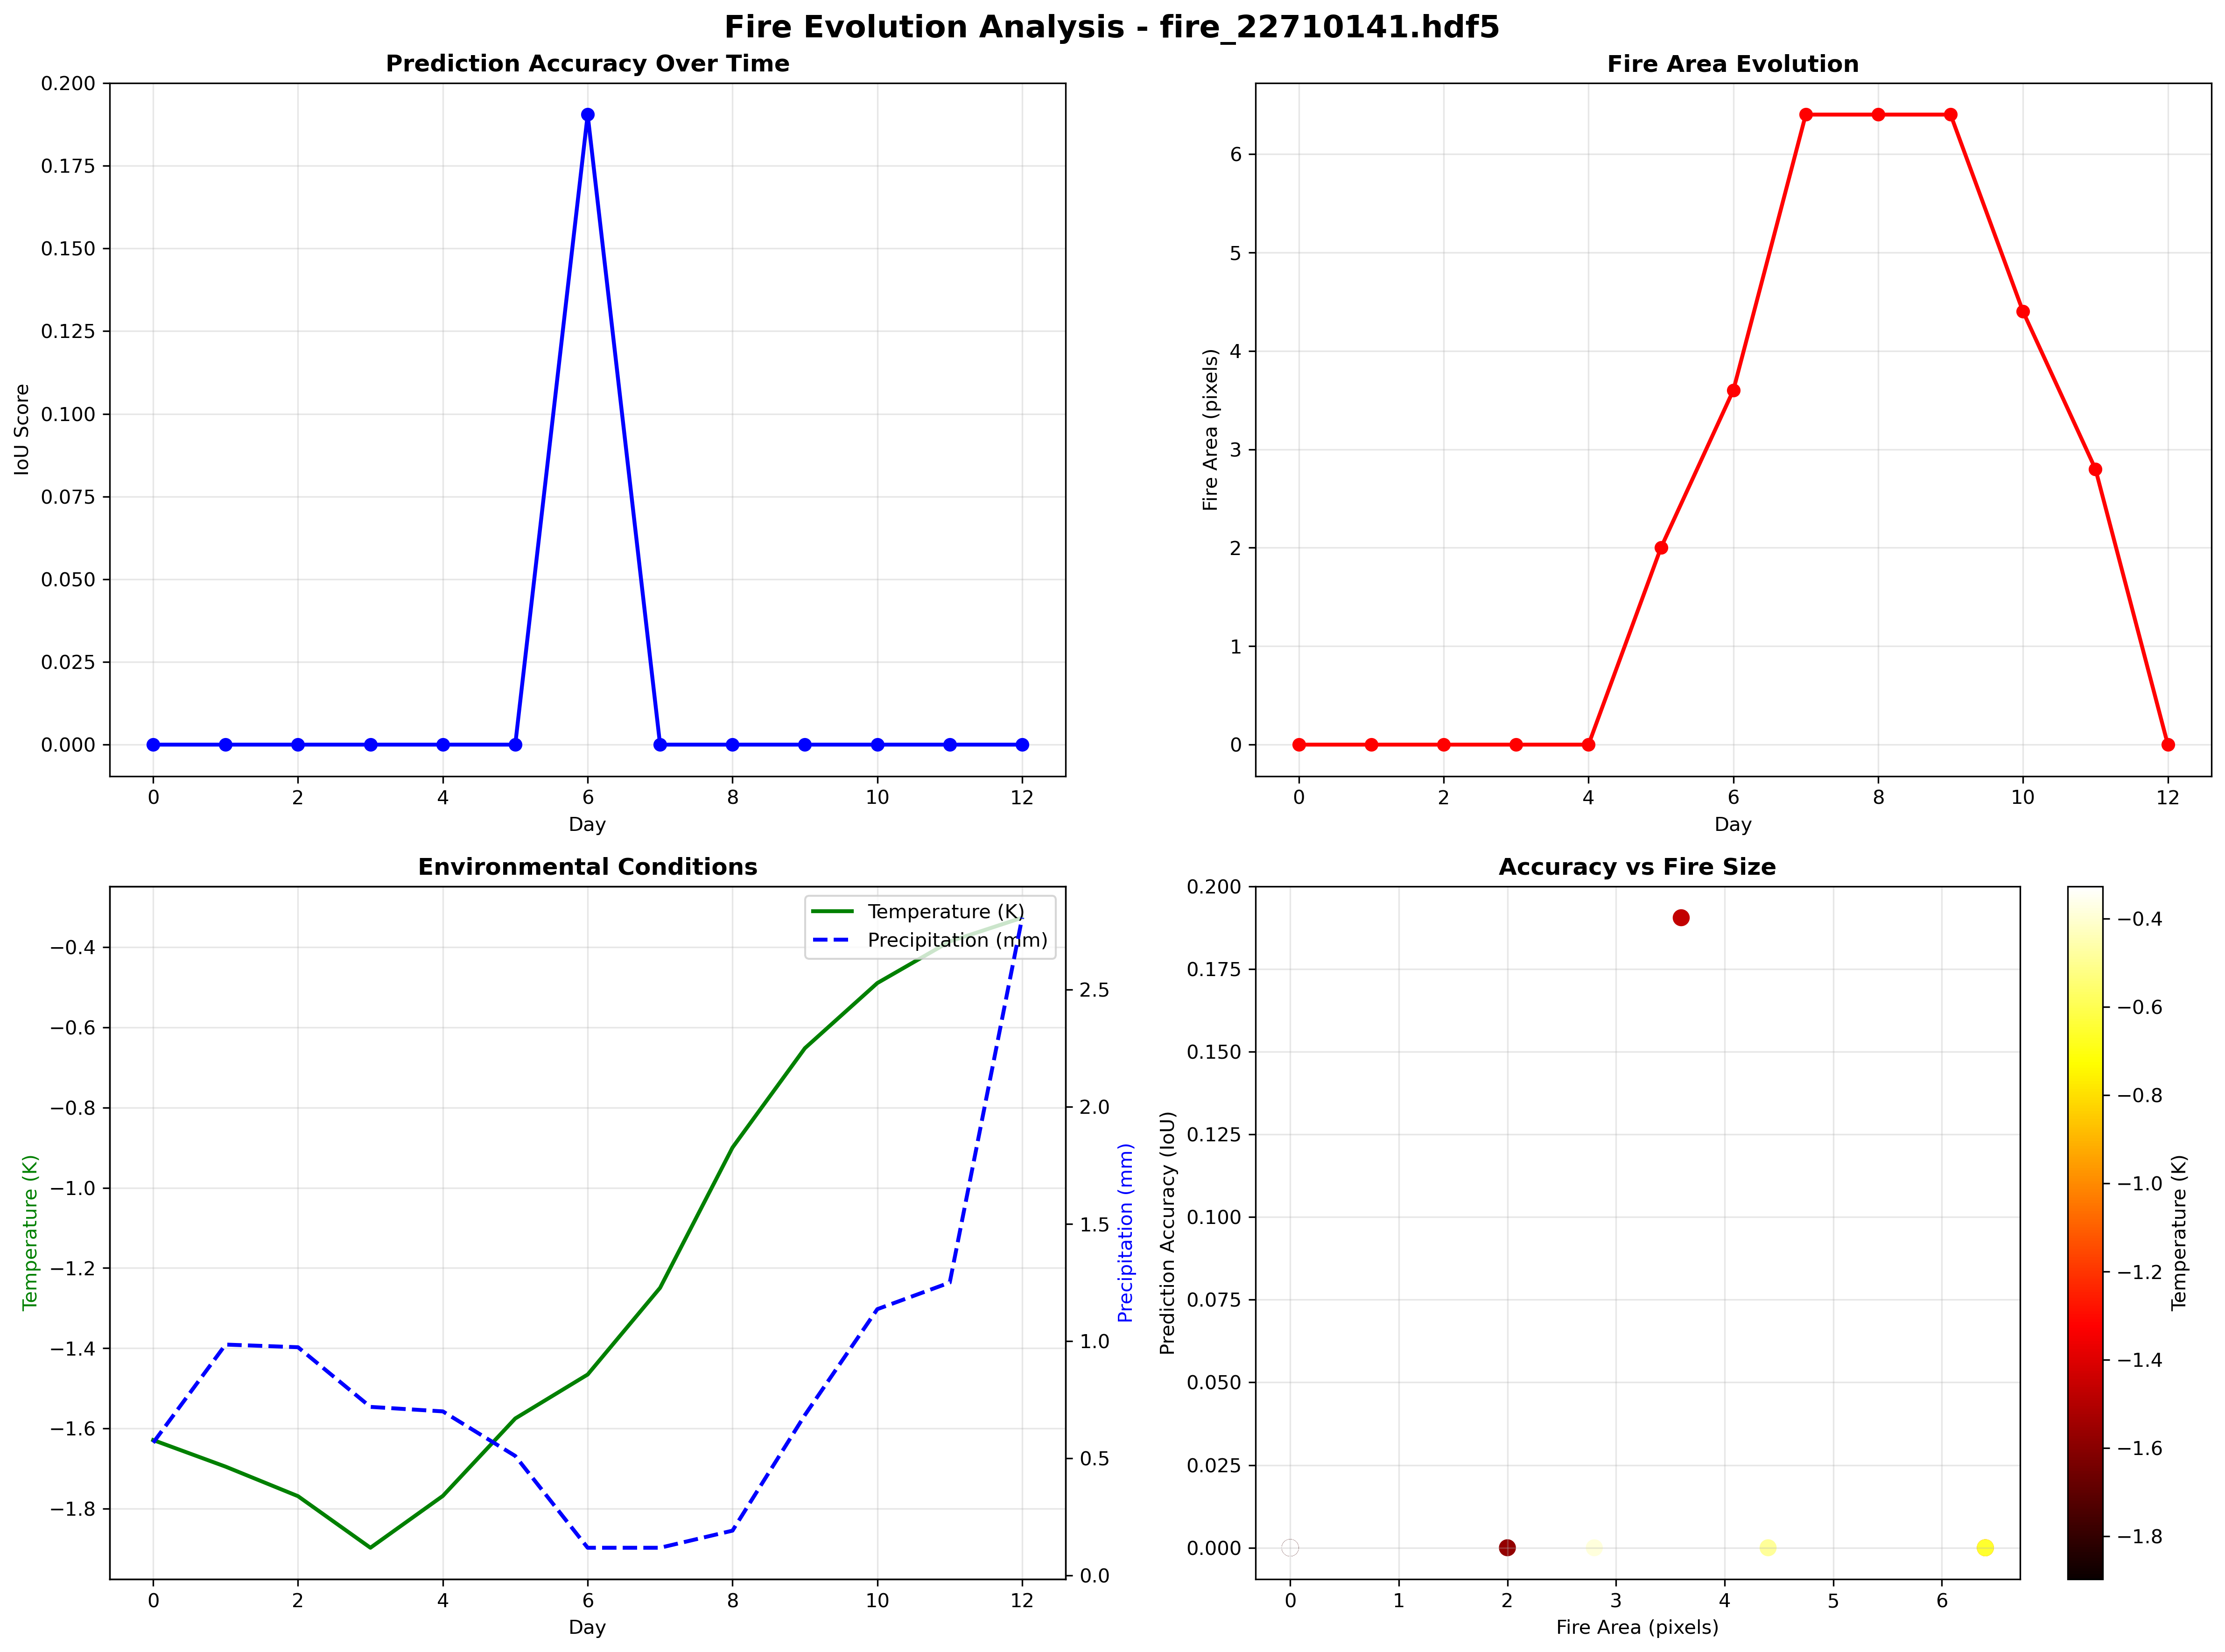 Fire Evolution Analysis - fire_22710141.hdf5
Prediction Accuracy Over Time
IoU Score
0.200
0.175
0.150
0.125
0.100
0.075
0.050
0.025
0.000
0 2 4 6 8 10 12
Day
Fire Area Evolution
Fire Area (pixels)
6
5
4
3
2
1
0
0 2 4 6 8 10 12
Day
Environmental Conditions
Temperature (K)
−0.4
−0.6
−0.8
−1.0
−1.2
−1.4
−1.6
−1.8
Temperature (K)
Precipitation (mm)
2.5
2.0
1.5
1.0
0.5
0.0
Precipitation (mm)
0 2 4 6 8 10 12
Day
Accuracy vs Fire Size
Prediction Accuracy (IoU)
0.200
0.175
0.150
0.125
0.100
0.075
0.050
0.025
0.000
0 1 2 3 4 5 6
Fire Area (pixels)
−0.4
−0.6
−0.8
−1.0
−1.2
−1.4
−1.6
−1.8
Temperature (K)